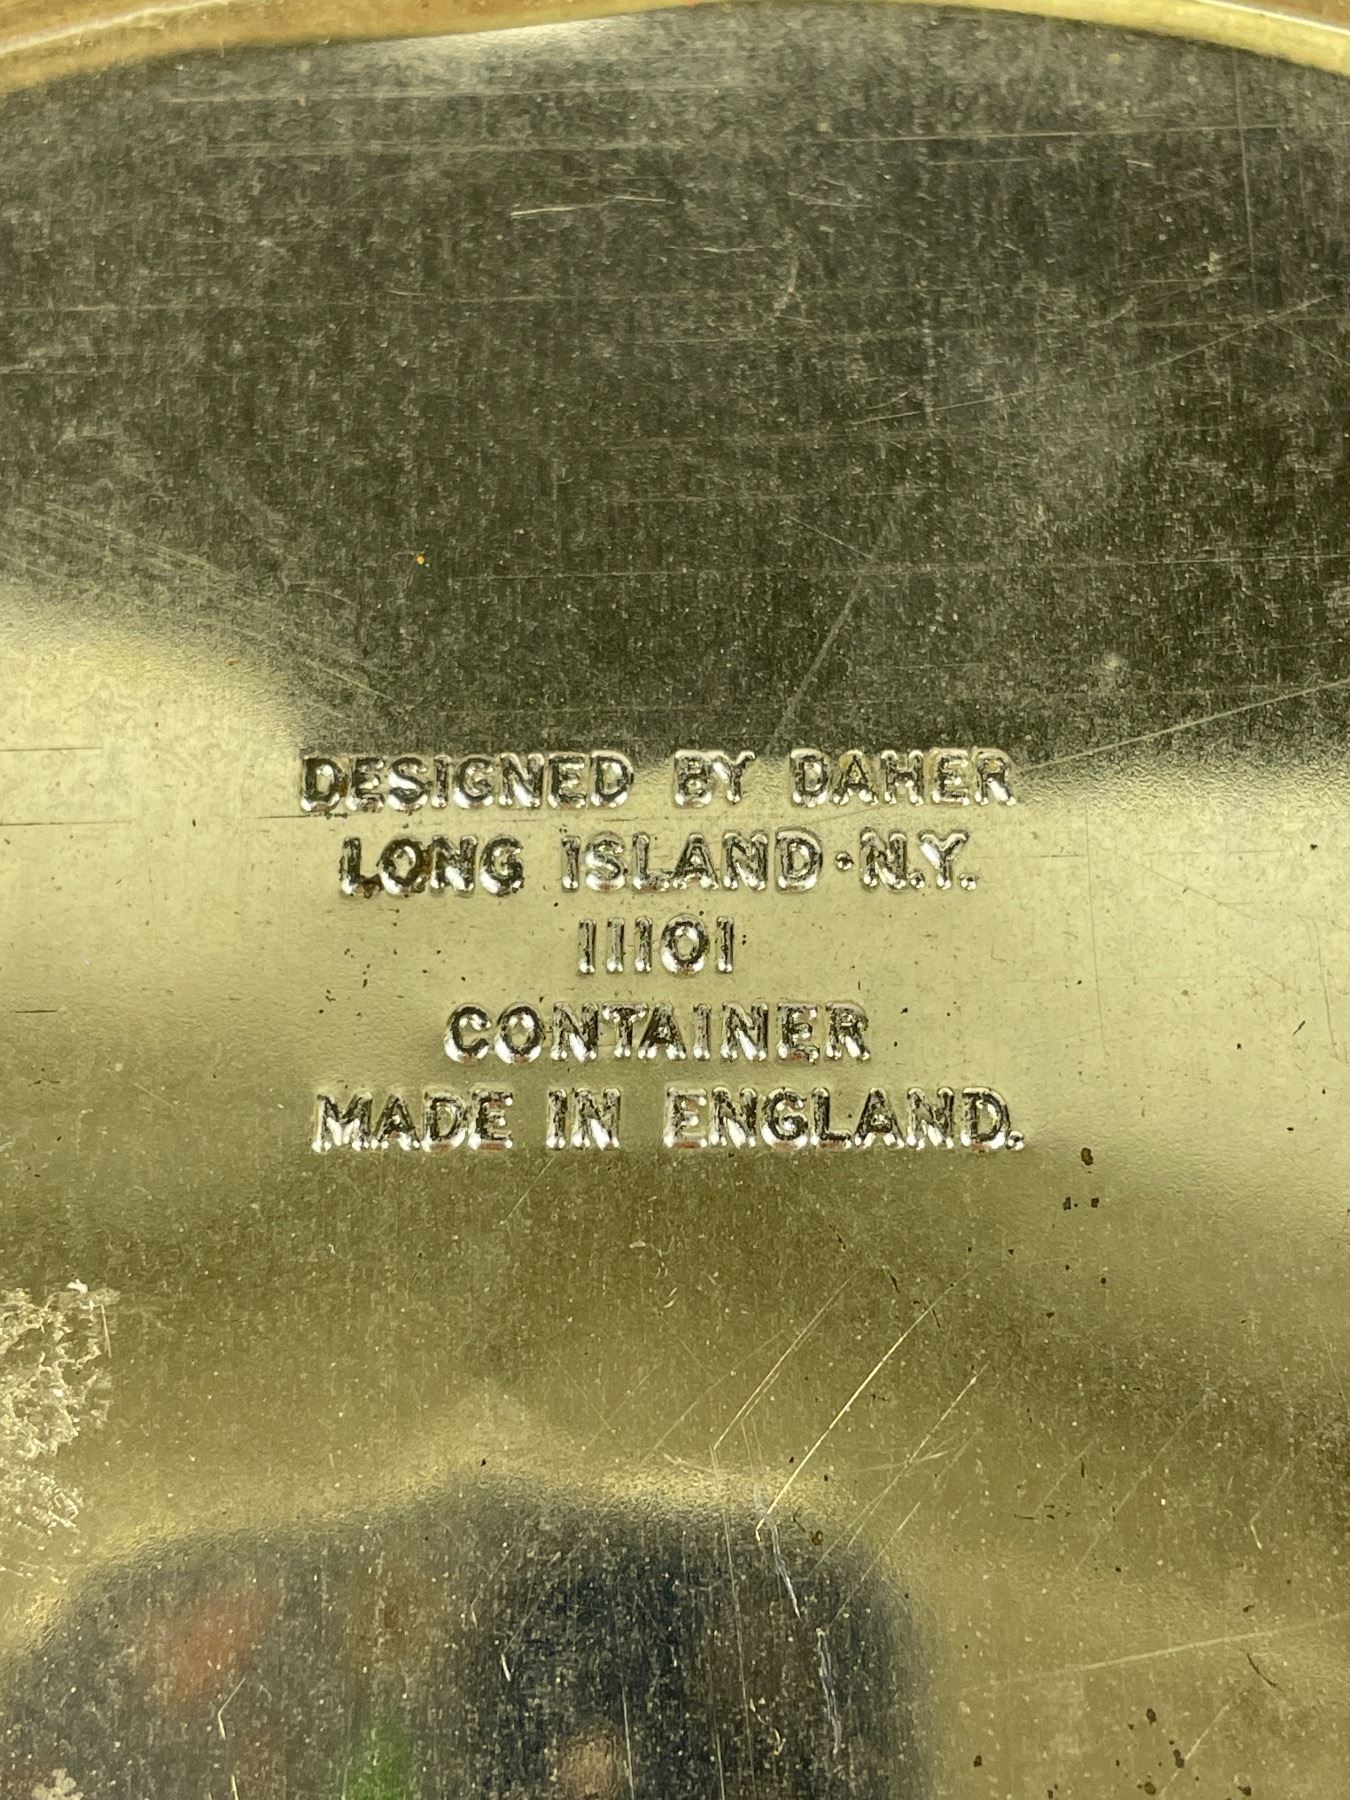 DESIGNED BY DAHER
LONG ISLAND·N.Y.
11101
CONTAINER
MADE IN ENGLAND.